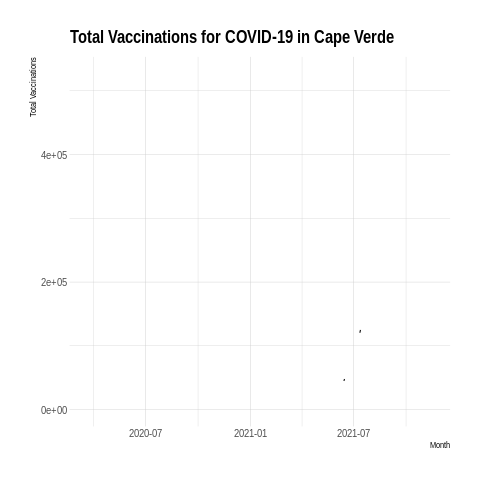 Total Vaccinations for COVID-19 in Cape Verde
Total Vaccinations
4e+05
2e+05
0e+00
2020-07
2021-01
2021-07
Month